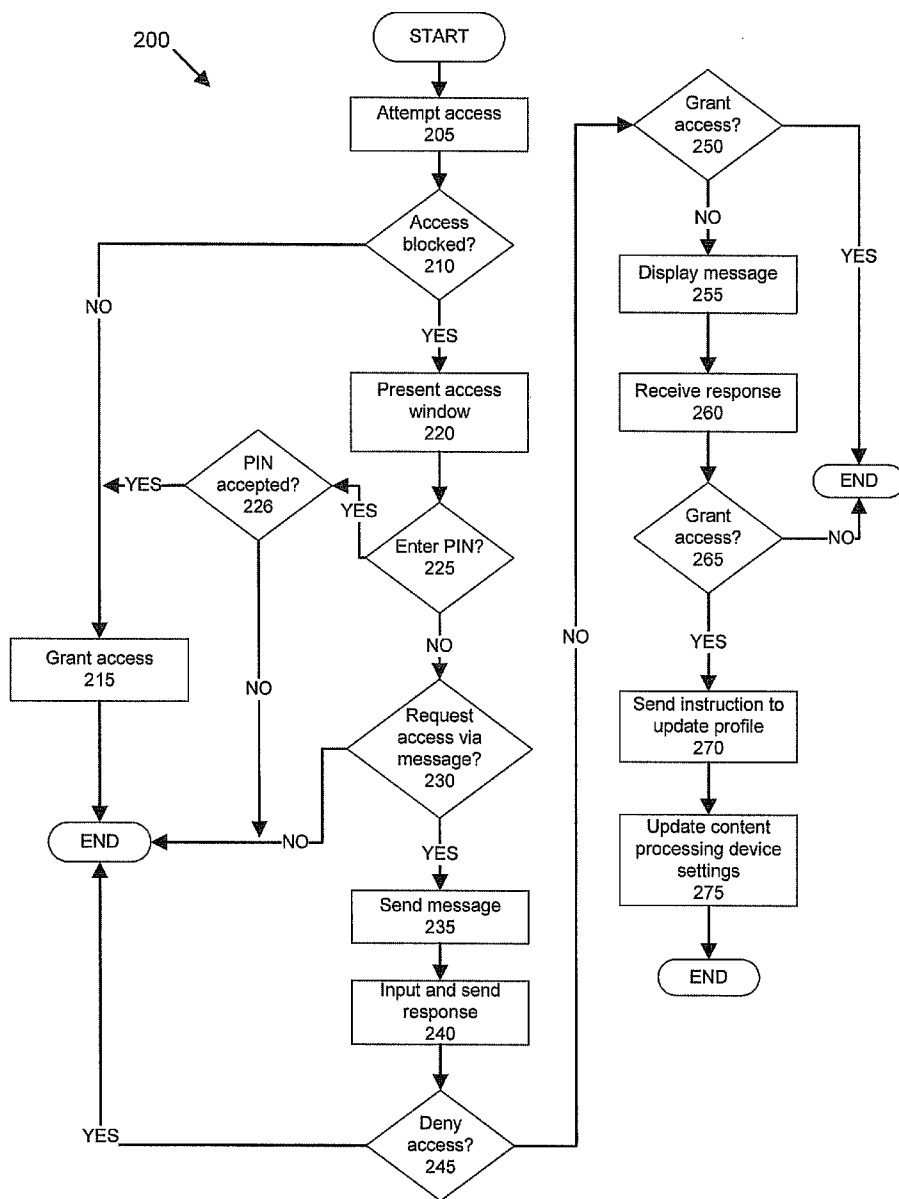 200
START
Attempt access
205
Access
blocked?
210
NO
YES
Present access
window
220
PIN
accepted?
226
YES
YES
Enter PIN?
225
NO
NO
Grant access
215
Request
access via
message?
230
END
NO
YES
Send message
235
Input and send
response
240
Deny
access?
245
YES
NO
Grant
access?
250
NO
YES
Display message
255
Receive response
260
END
Grant
access?
265
NO
YES
Send instruction to
update profile
270
Update content
processing device
settings
275
END